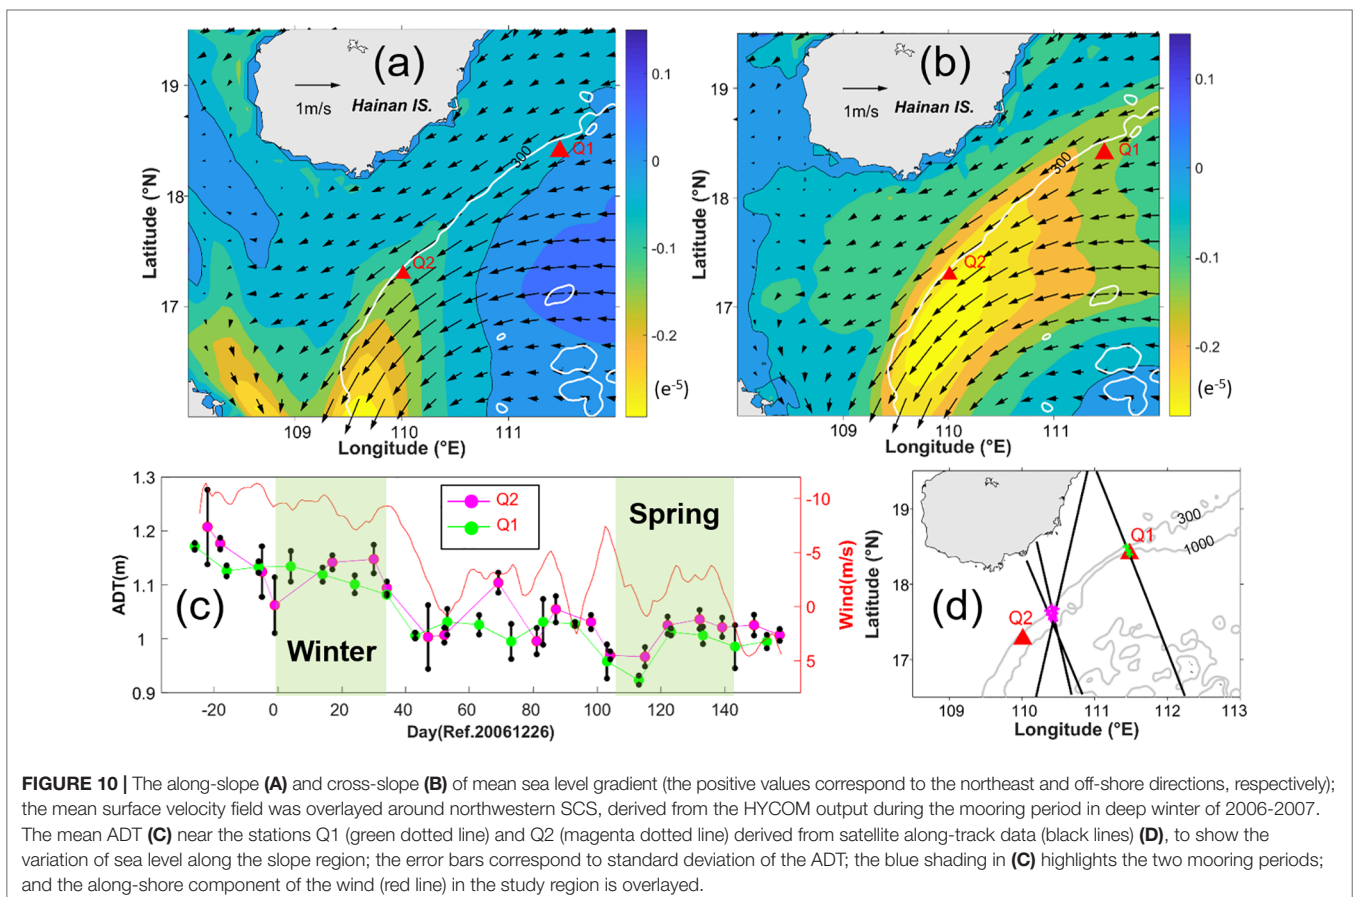 (a)
1m/s
Hainan IS.
300
Q1
Q2
19
18
17
Latitude (°N)
109
110
111
Longitude (°E)
0.1
0
-0.1
-0.2
(e-5)
(b)
1m/s
Hainan IS.
300
Q1
Q2
19
18
17
Latitude (°N)
109
110
111
Longitude (°E)
0.1
0
-0.1
-0.2
(e-5)
1.3
1.2
1.1
1
0.9
ADT(m)
(c)
Q2
Q1
Winter
Spring
-10
-5
0
5
Wind(m/s)
-20
0
20
40
60
80
100
120
140
Day(Ref.20061226)
19
18
17
Latitude (°N)
(d)
300
1000
Q1
Q2
109
110
111
112
113
Longitude (°E)
FIGURE 10 | The along-slope (A) and cross-slope (B) of mean sea level gradient (the positive values correspond to the northeast and off-shore directions, respectively);
the mean surface velocity field was overlayed around northwestern SCS, derived from the HYCOM output during the mooring period in deep winter of 2006-2007.
The mean ADT (C) near the stations Q1 (green dotted line) and Q2 (magenta dotted line) derived from satellite along-track data (black lines) (D), to show the
variation of sea level along the slope region; the error bars correspond to standard deviation of the ADT; the blue shading in (C) highlights the two mooring periods;
and the along-shore component of the wind (red line) in the study region is overlayed.